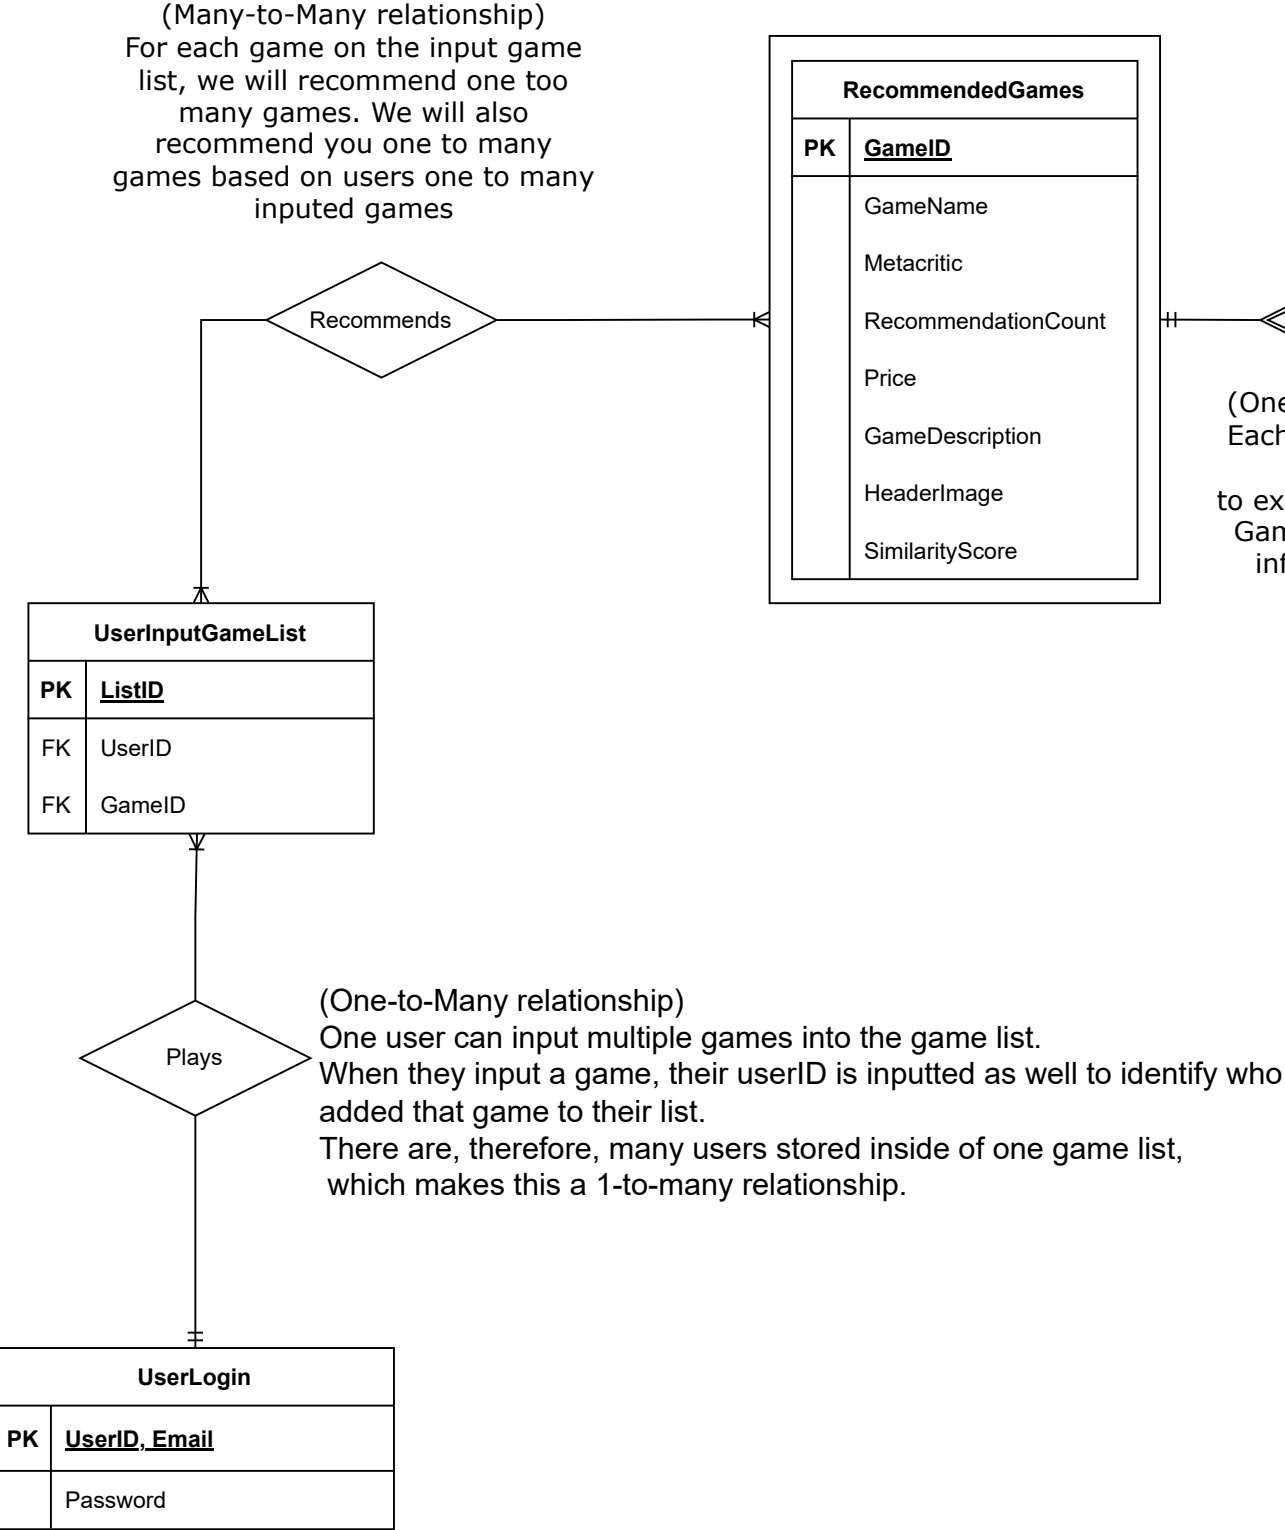 (Many-to-Many relationship)
For each game on the input game
list, we will recommend one too
many games. We will also
recommend you one to many
games based on users one to many
inputed games
RecommendedGames
PK GameID
GameName
Metacritic
RecommendationCount
Price
GameDescription
HeaderImage
SimilarityScore
Recommends
(One
Each
to ex
UserInputGameList
PK ListID
FK UserID
FK GameID
(One-to-Many relationship)
One user can input multiple games into the game list.
When they input a game, their userID is inputted as well to identify who
added that game to their list.
There are, therefore, many users stored inside of one game list,
which makes this a 1-to-many relationship.
Plays
UserLogin
PK UserID, Email
Password